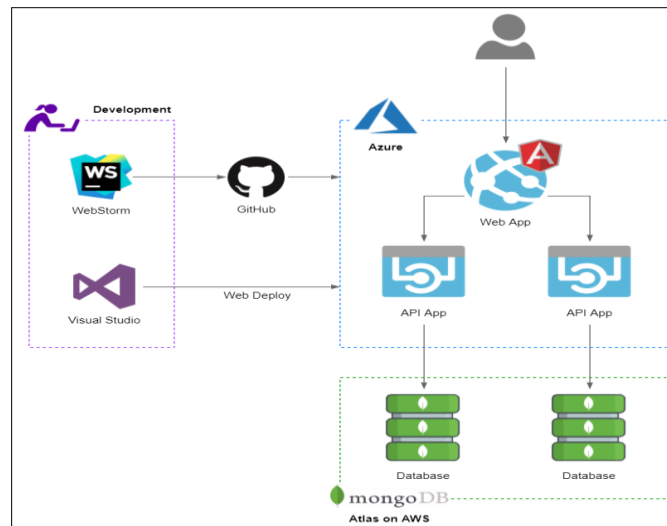 Development
WS
WebStorm
GitHub
Visual Studio
Web Deploy
Azure
A
Web App
API App
API App
Database
Database
mongoDB
Atlas on AWS